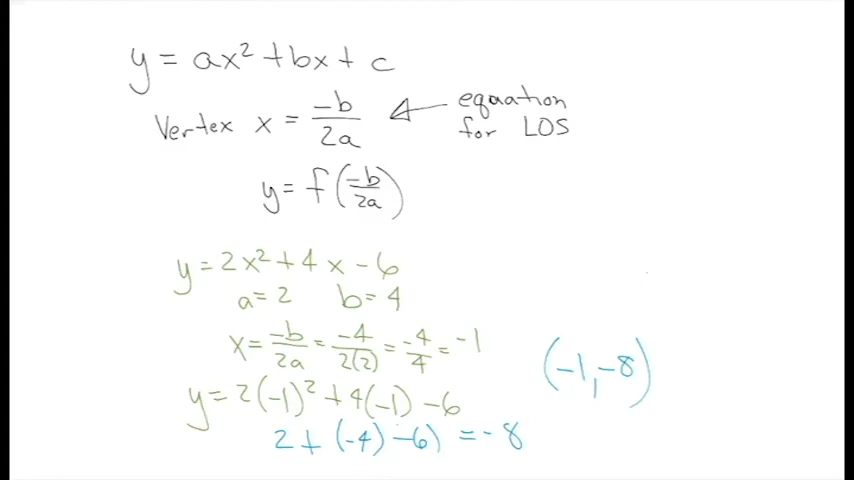 y = ax² + bx + c
Vertex x = -b/2a ← equation for LOS
y = f(-b/2a)
y = 2x² + 4x - 6
a = 2 b = 4
x = -b/2a = -4/2(2) = -4/4 = -1
y = 2(-1)² + 4(-1) - 6
2 + (-4) - 6) = -8
(-1, -8)